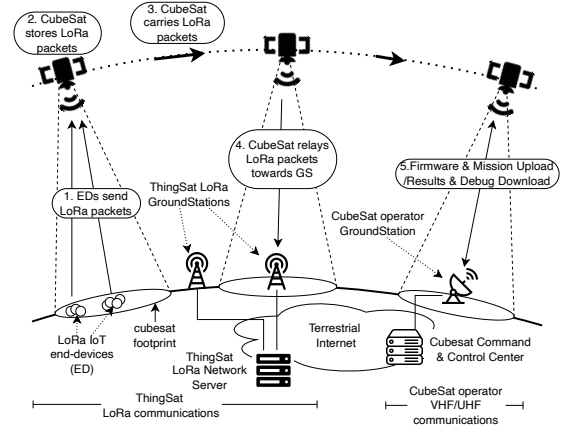 2. CubeSat
stores LoRa
packets
3. CubeSat
carries LoRa
packets
4. CubeSat relays
LoRa packets
towards GS
5.Firmware & Mission Upload
/Results & Debug Download
1. EDs send
LoRa packets
ThingSat LoRa
GroundStations
CubeSat operator
GroundStation
LoRa IoT
end-devices
(ED)
cubesat
footprint
ThingSat
LoRa Network
Server
Terrestrial
Internet
Cubesat Command
& Control Center
ThingSat
LoRa communications
CubeSat operator
VHF/UHF
communications